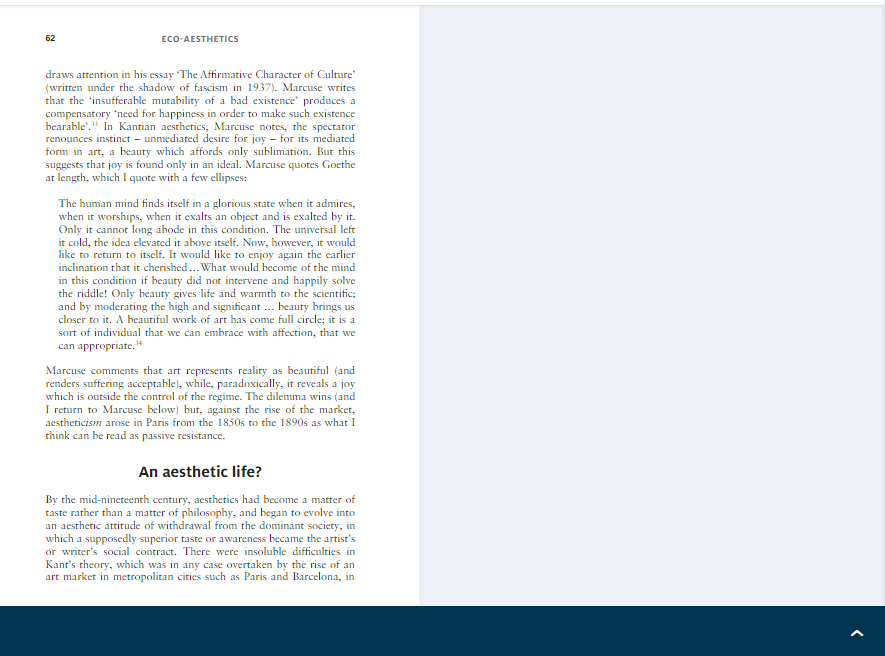 62
ECO-AESTHETICS
draws attention in his essay ‘The Affirmative Character of Culture’
(written under the shadow of fascism in 1937). Marcuse writes
that the ‘insufferable mutability of a bad existence’ produces a
compensatory ‘need for happiness in order to make such existence
bearable’.³³ In Kantian aesthetics, Marcuse notes, the spectator
renounces instinct – unmediated desire for joy – for its mediated
form in art, a beauty which affords only sublimation. But this
suggests that joy is found only in an ideal. Marcuse quotes Goethe
at length, which I quote with a few ellipses:
The human mind finds itself in a glorious state when it admires,
when it worships, when it exalts an object and is exalted by it.
Only it cannot long abode in this condition. The universal left
it cold, the idea elevated it above itself. Now, however, it would
like to return to itself. It would like to enjoy again the earlier
inclination that it cherished … What would become of the mind
in this condition if beauty did not intervene and happily solve
the riddle! Only beauty gives life and warmth to the scientific;
and by moderating the high and significant … beauty brings us
closer to it. A beautiful work of art has come full circle; it is a
sort of individual that we can embrace with affection, that we
can appropriate.³⁴
Marcuse comments that art represents reality as beautiful (and
renders suffering acceptable), while, paradoxically, it reveals a joy
which is outside the control of the regime. The dilemma wins (and
I return to Marcuse below) but, against the rise of the market,
aestheticism arose in Paris from the 1850s to the 1890s as what I
think can be read as passive resistance.
An aesthetic life?
By the mid-nineteenth century, aesthetics had become a matter of
taste rather than a matter of philosophy, and began to evolve into
an aesthetic attitude of withdrawal from the dominant society, in
which a supposedly superior taste or awareness became the artist’s
or writer’s social contract. There were insoluble difficulties in
Kant’s theory, which was in any case overtaken by the rise of an
art market in metropolitan cities such as Paris and Barcelona, in